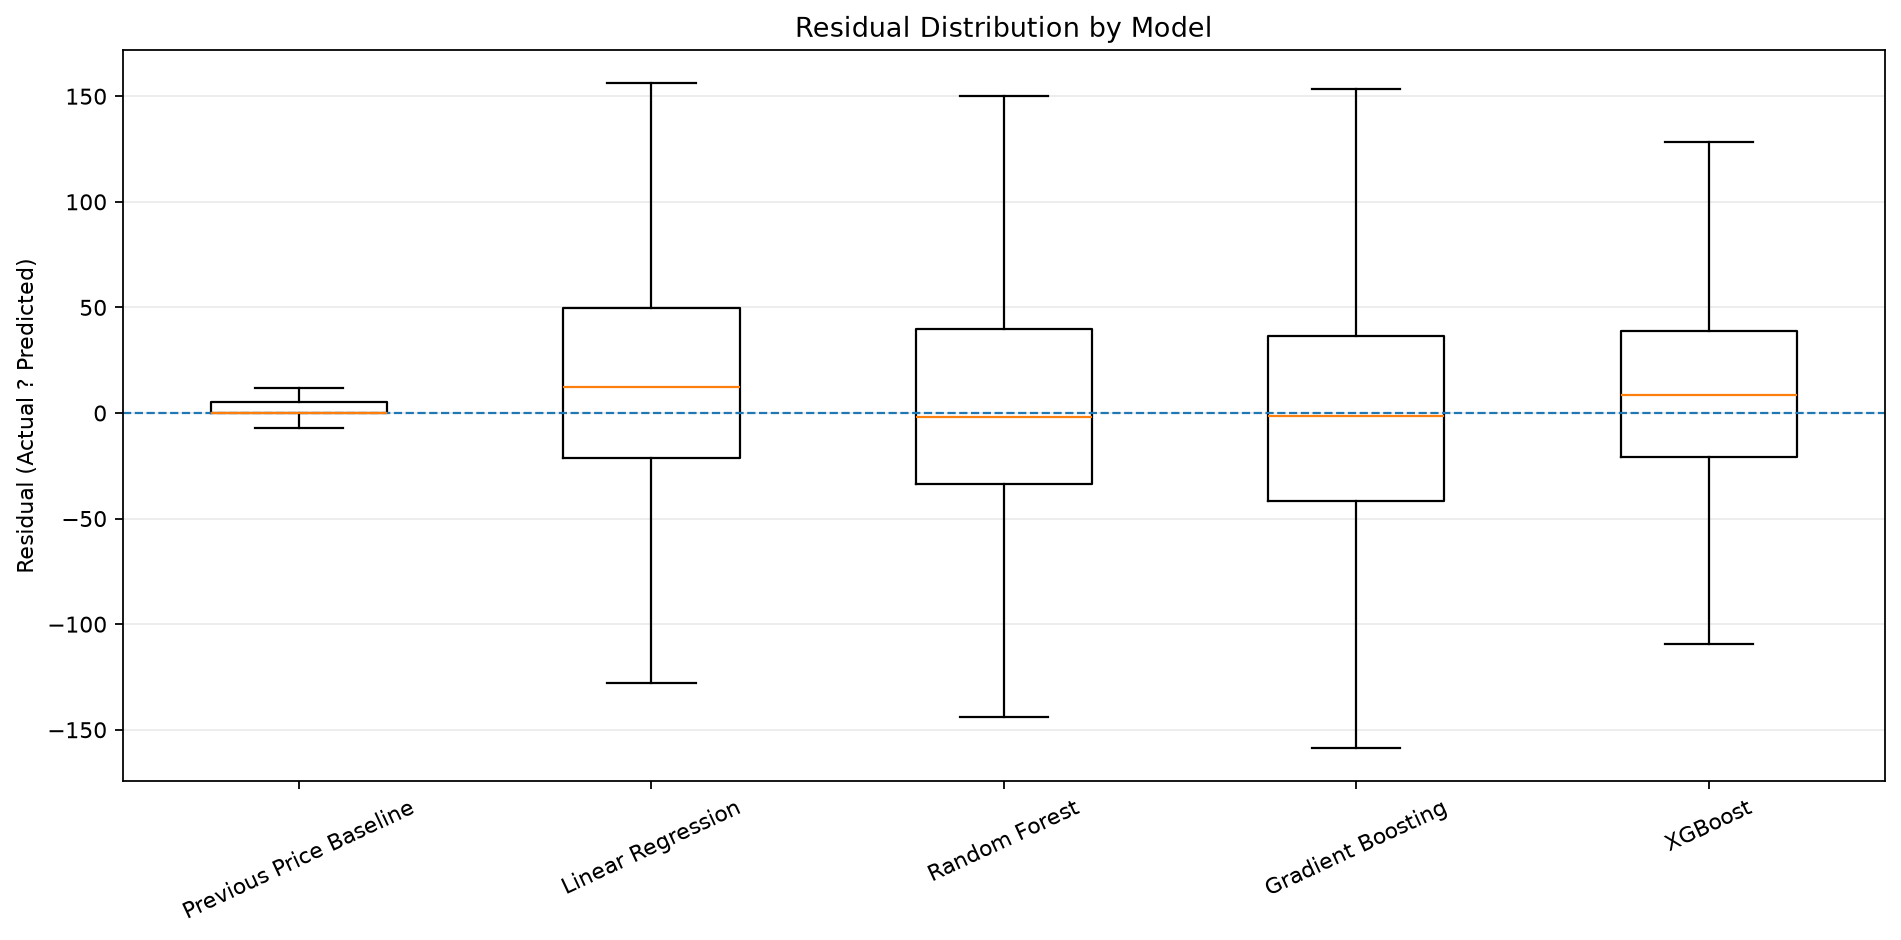 Residual Distribution by Model
Residual (Actual ? Predicted)
150
100
50
0
−50
−100
−150
Previous Price Baseline
Linear Regression
Random Forest
Gradient Boosting
XGBoost